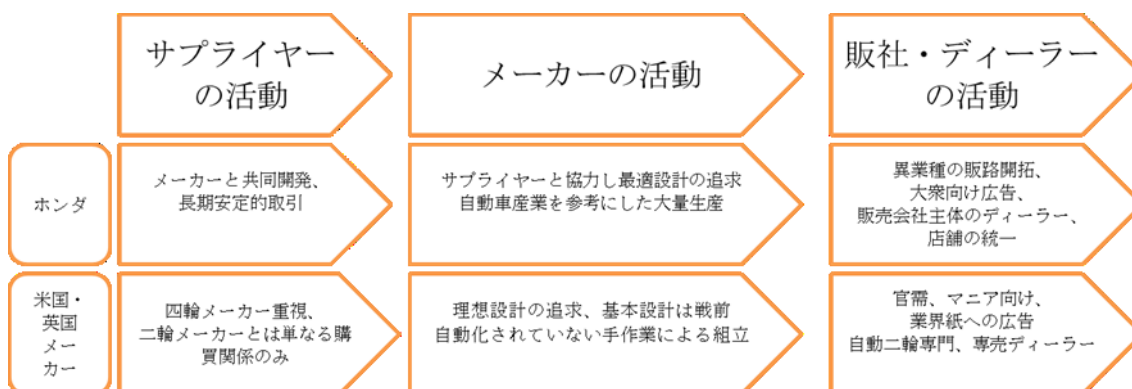 サプライヤー
の活動
メーカーの活動
販社・ディーラー
の活動
ホンダ
メーカーと共同開発、
長期安定的取引
サプライヤーと協力し最適設計の追求
自動車産業を参考にした大量生産
異業種の販路開拓、
大衆向け広告、
販売会社主体のディーラー、
店舗の統一
米国・
英国
メー
カー
四輪メーカー重視、
二輪メーカーとは単なる購
買関係のみ
理想設計の追求、基本設計は戦前
自動化されていない手作業による組立
官需、マニア向け、
業界紙への広告
自動二輪専門、専売ディーラー